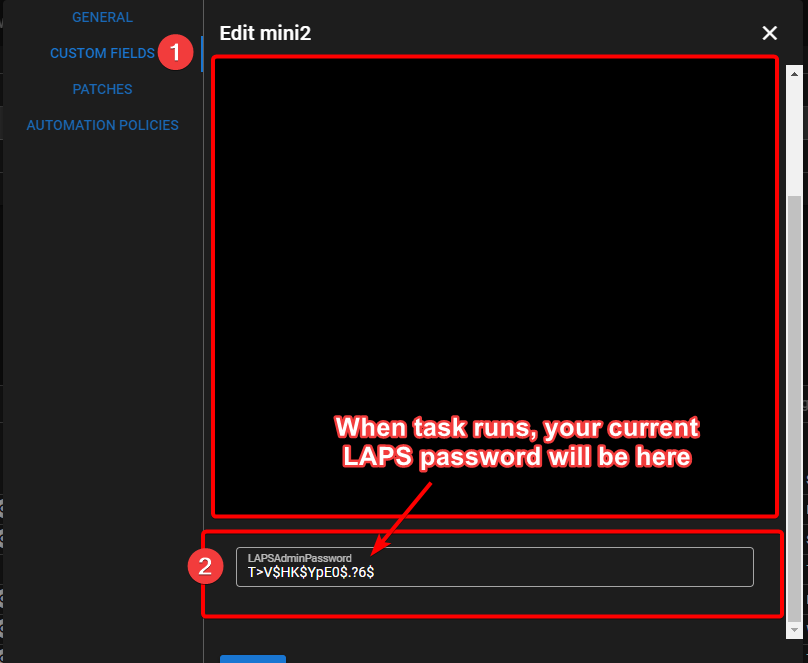 GENERAL
CUSTOM FIELDS
1
PATCHES
AUTOMATION POLICIES
Edit mini2
When task runs, your current
LAPS password will be here
2
LAPSAdminPassword
T>V$HK$YpE0$.?6$